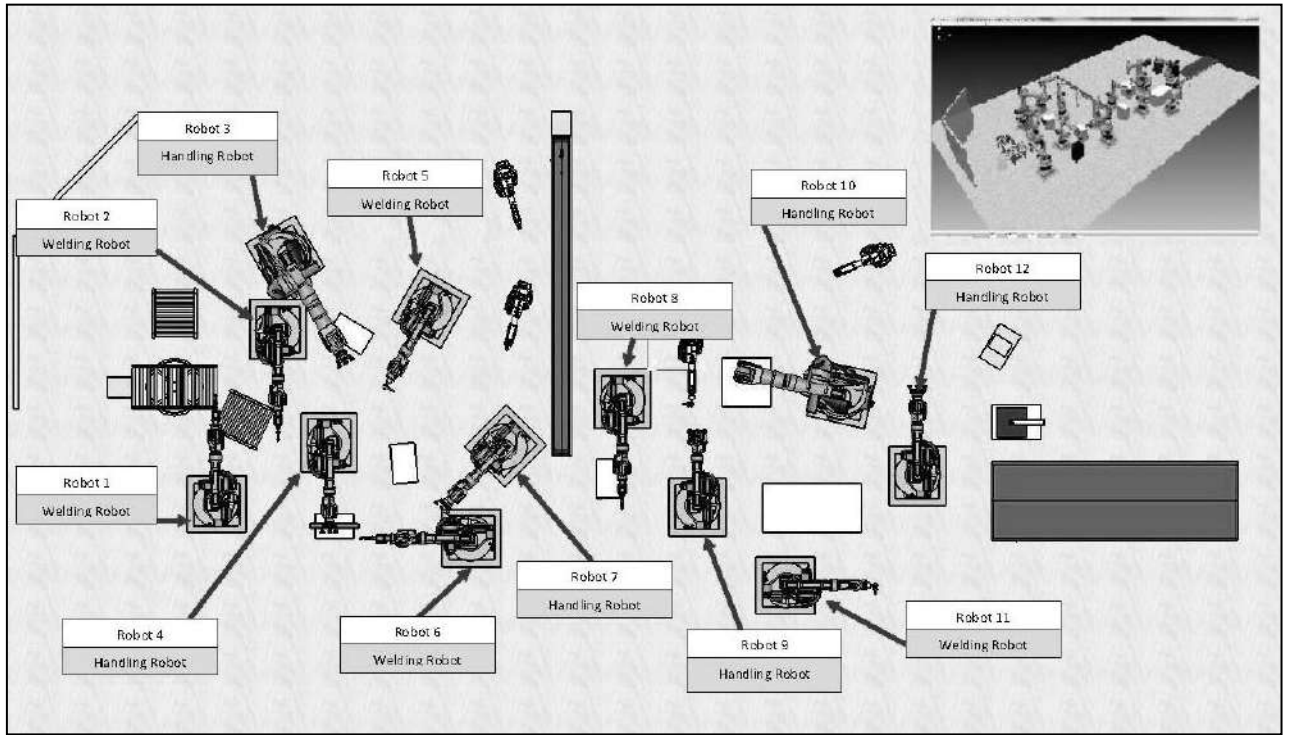 Robot 3
Handling Robot
Robot 5
Welding Robot
Robot 10
Handling Robot
Robot 2
Welding Robot
Robot 12
Handling Robot
Robot 8
Welding Robot
Robot 1
Welding Robot
Robot 7
Handling Robot
Robot 4
Handling Robot
Robot 6
Welding Robot
Robot 9
Handling Robot
Robot 11
Welding Robot